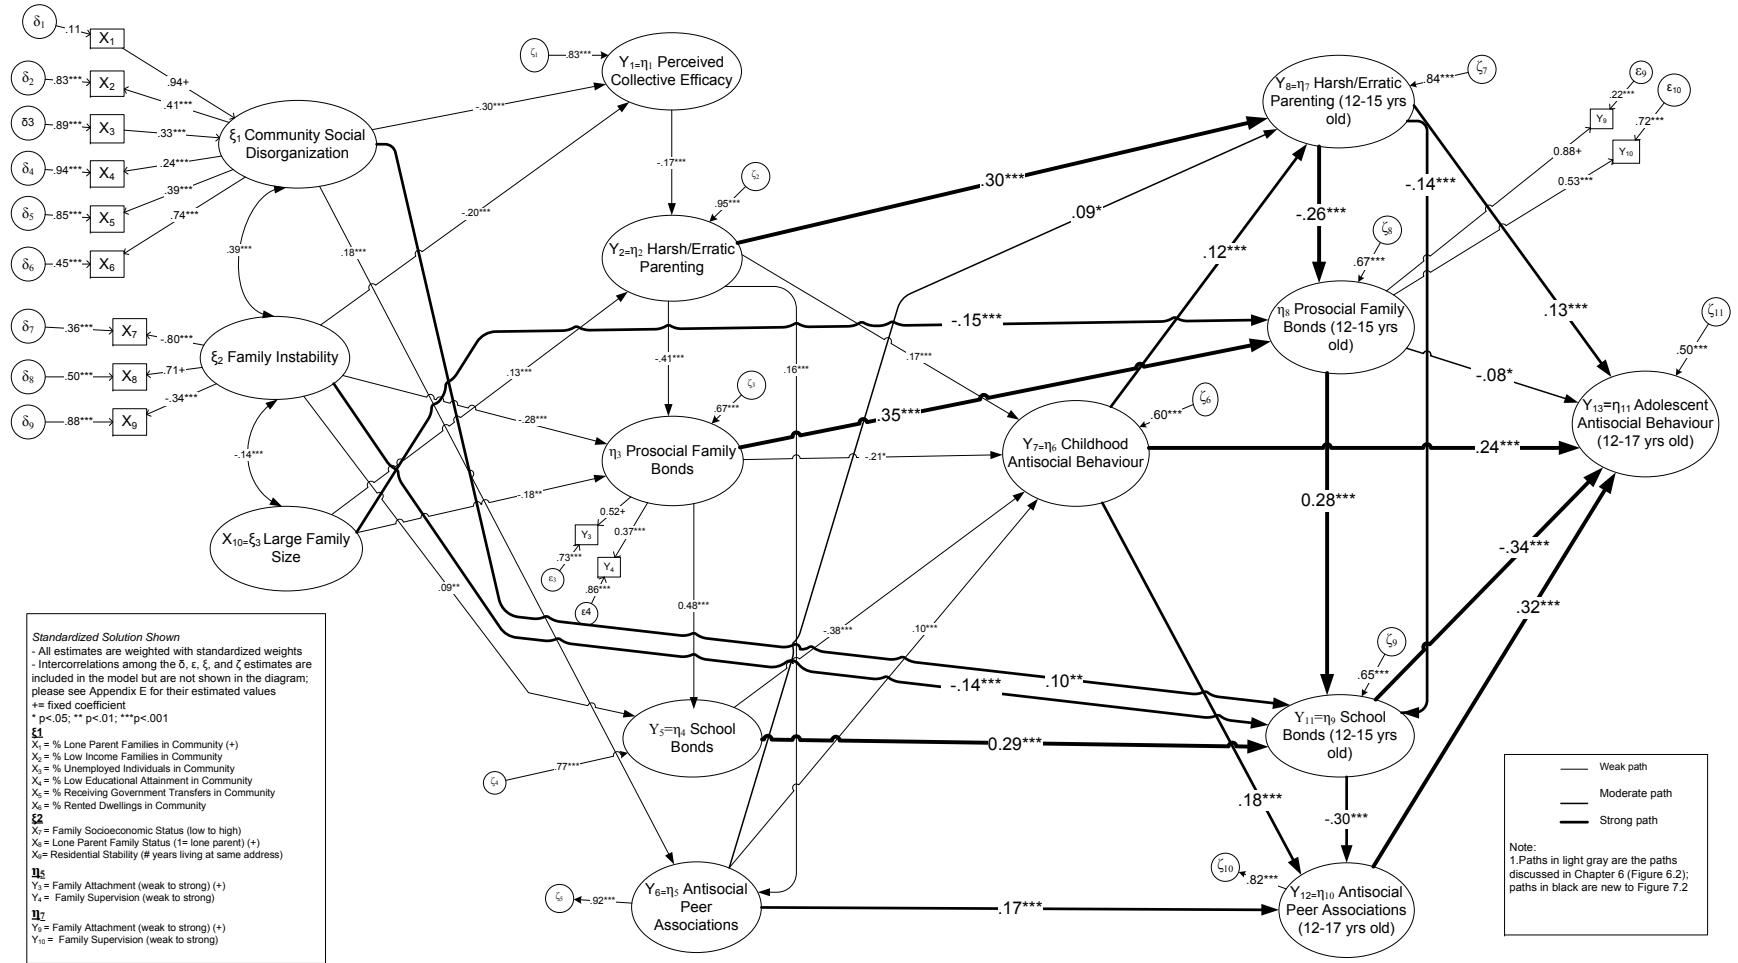 δ1
.11
X1
.94+
δ2
.83***
X2
.41***
δ3
.89***
X3
.33***
δ4
.94***
X4
.24***
δ5
.85***
X5
.39***
δ6
.45***
X6
.74***
ξ1 Community Social
Disorganization
.39***
δ7
.36***
X7
-.80***
δ8
.50***
X8
.71+
δ9
.88***
X9
-.34***
ξ2 Family Instability
-.14***
X10=ξ3 Large Family
Size
ζ1
.83***
Y1=η1 Perceived
Collective Efficacy
-.30***
-.20***
.18***
-.17***
ζ2
.95***
Y2=η2 Harsh/Erratic
Parenting
.13***
-.41***
.16***
.17***
-.28***
-.18**
.09**
ζ3
.67***
η3 Prosocial Family
Bonds
-.21*
0.52+
Y3
.73***
ε3
0.37***
Y4
.86***
ε4
0.48***
-.38***
.10***
Y5=η4 School
Bonds
ζ4
.77***
Y6=η5 Antisocial
Peer
Associations
ζ5
.92***
.30***
.09*
.12***
-.15***
.35***
ζ6
.60***
Y7=η6 Childhood
Antisocial Behaviour
.24***
-.14***
.10**
0.29***
.18***
.17***
Y8=η7 Harsh/Erratic
Parenting (12-15 yrs
old)
.84***
ζ7
-.26***
-.14***
.13***
ε9
.22***
Y9
ε10
.72***
Y10
0.88+
0.53***
ζ8
.67***
η8 Prosocial Family
Bonds (12-15 yrs
old)
-.08*
0.28***
ζ11
.50***
Y13=η11 Adolescent
Antisocial Behaviour
(12-17 yrs old)
-.34***
.32***
ζ9
.65***
Y11=η9 School
Bonds (12-15 yrs
old)
-.30***
ζ10
.82***
Y12=η10 Antisocial
Peer Associations
(12-17 yrs old)
Standardized Solution Shown
- All estimates are weighted with standardized weights
- Intercorrelations among the δ, ε, ξ, and ζ estimates are
included in the model but are not shown in the diagram;
please see Appendix E for their estimated values
+= fixed coefficient
* p<.05; ** p<.01; ***p<.001
ξ1
X1 = % Lone Parent Families in Community (+)
X2 = % Low Income Families in Community
X3 = % Unemployed Individuals in Community
X4 = % Low Educational Attainment in Community
X5 = % Receiving Government Transfers in Community
X6 = % Rented Dwellings in Community
ξ2
X7 = Family Socioeconomic Status (low to high)
X8 = Lone Parent Family Status (1= lone parent) (+)
X9= Residential Stability (# years living at same address)
η5
Y3 = Family Attachment (weak to strong) (+)
Y4 = Family Supervision (weak to strong)
η7
Y9 = Family Attachment (weak to strong) (+)
Y10 = Family Supervision (weak to strong)
Weak path
Moderate path
Strong path
Note:
1.Paths in light gray are the paths
discussed in Chapter 6 (Figure 6.2);
paths in black are new to Figure 7.2